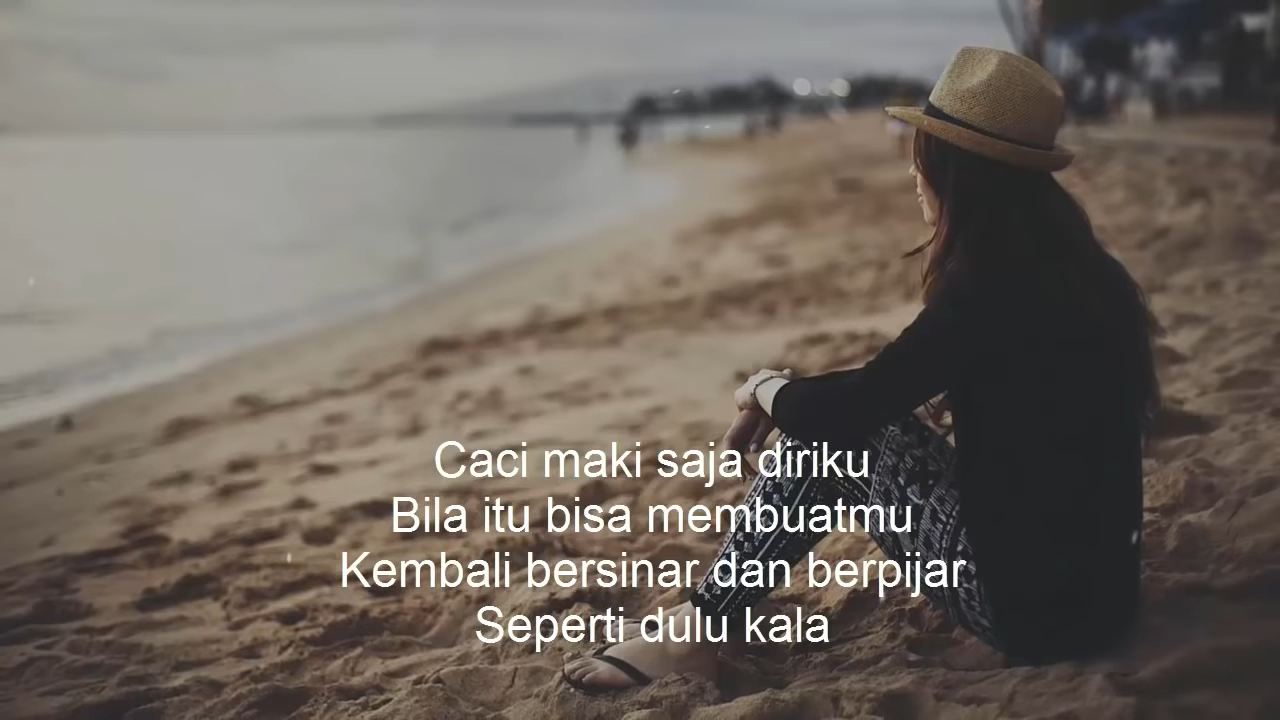 Caci maki saja diriku
Bila itu bisa membuatmu
Kembali bersinar dan berpijar
Seperti dulu kala